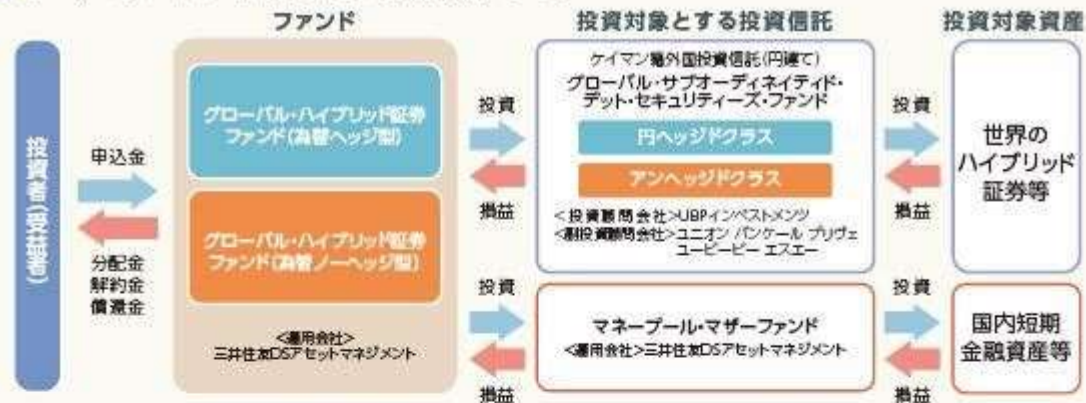 ファンド
投資対象とする投資信託
投資対象資産
投資者(受益者)
申込金
分配金
解約金
償還金
グローバル・ハイブリッド証券
ファンド(為替ヘッジ型)
グローバル・ハイブリッド証券
ファンド(為替ノーヘッジ型)
<運用会社>
三井住友DSアセットマネジメント
投資
損益
投資
損益
ケイマン籍外国投資信託(円建て)
グローバル・サブオーディネイティド・
デット・セキュリティーズ・ファンド
円ヘッジドクラス
アンヘッジドクラス
<投資顧問会社>UBPインベストメンツ
<副投資顧問会社>ユニオン バンケール プリヴェ
ユービーピー エスエー
マネープール・マザーファンド
<運用会社>三井住友DSアセットマネジメント
投資
損益
投資
損益
世界の
ハイブリッド
証券等
国内短期
金融資産等